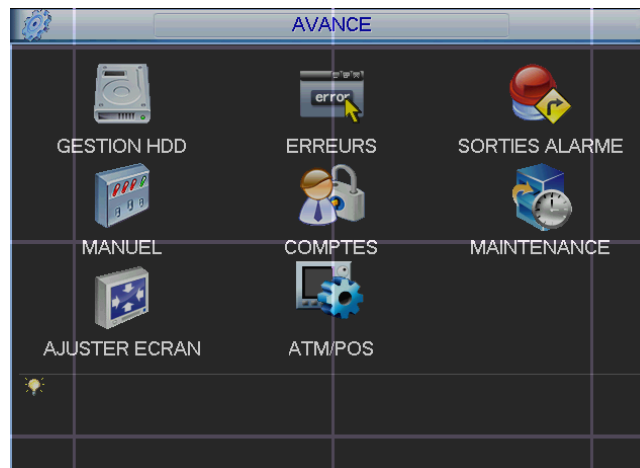 AVANCE
error
GESTION HDD
ERREURS
SORTIES ALARME
MANUEL
COMPTES
MAINTENANCE
AJUSTER ECRAN
ATM/POS